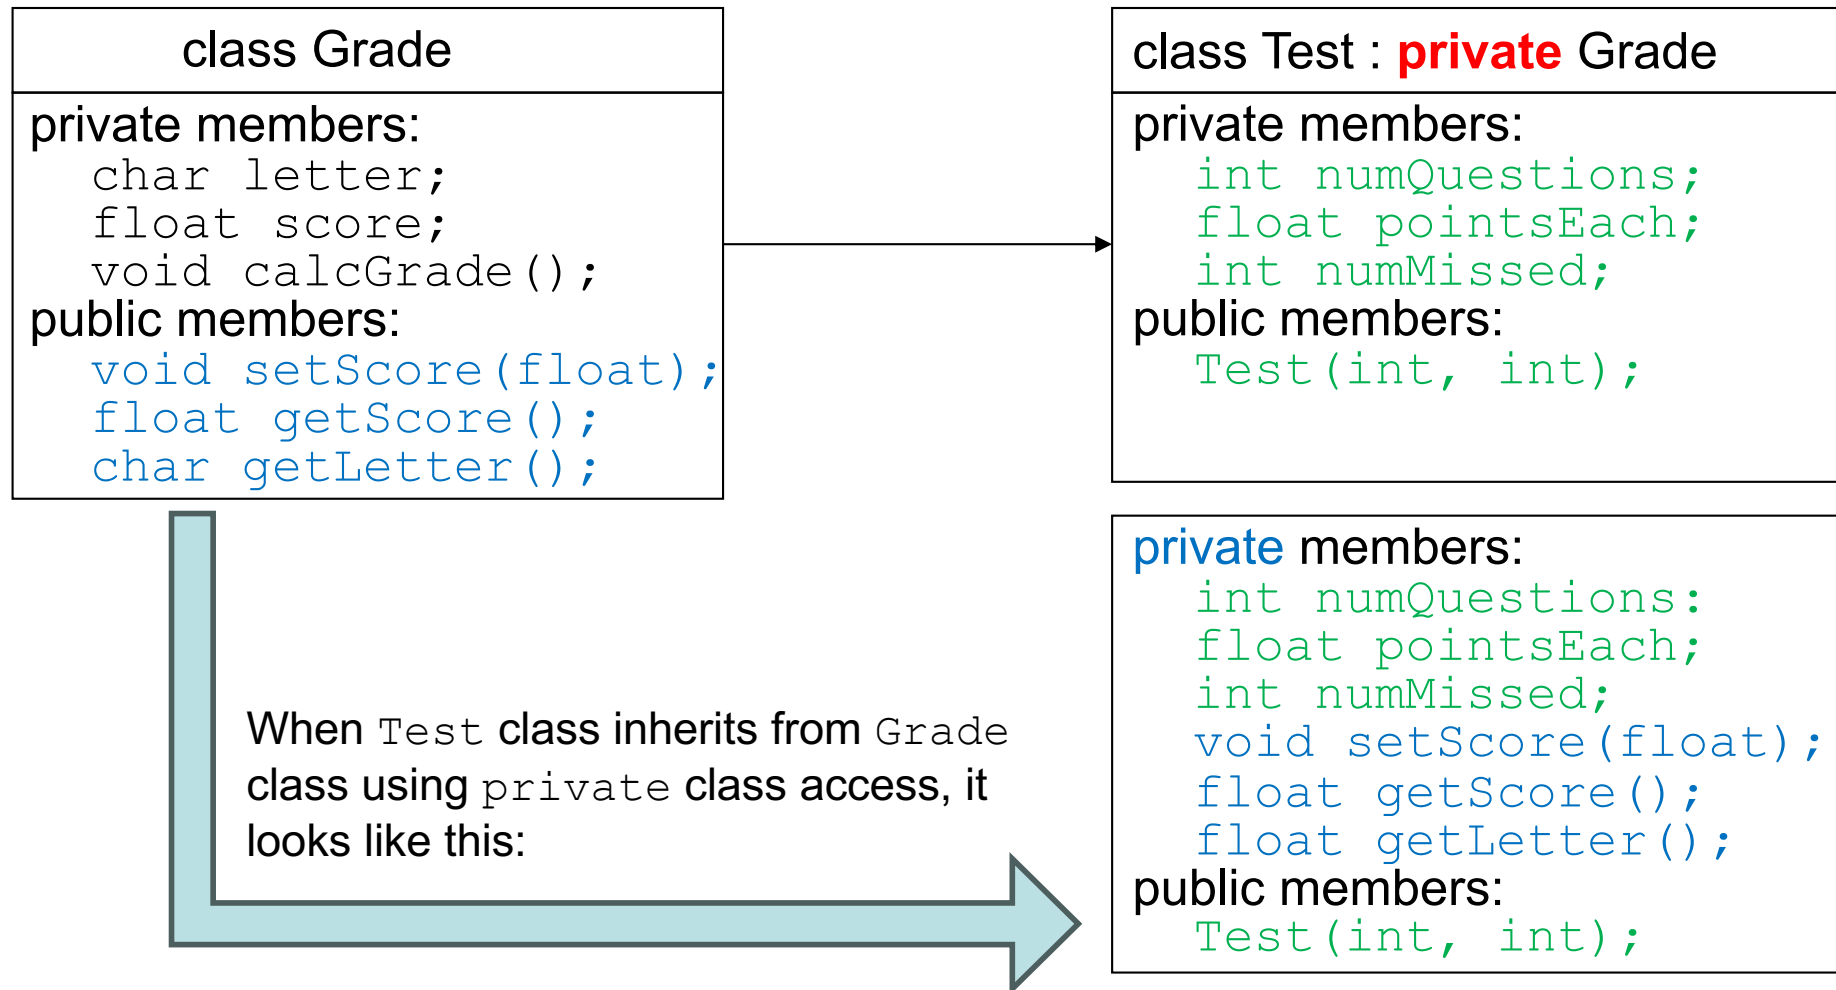 class Grade
private members:
char letter;
float score;
void calcGrade();
public members:
void setScore(float);
float getScore();
char getLetter();
class Test : private Grade
private members:
int numQuestions;
float pointsEach;
int numMissed;
public members:
Test(int, int);
When Test class inherits from Grade
class using private class access, it
looks like this:
private members:
int numQuestions:
float pointsEach;
int numMissed;
void setScore(float);
float getScore();
float getLetter();
public members:
Test(int, int);